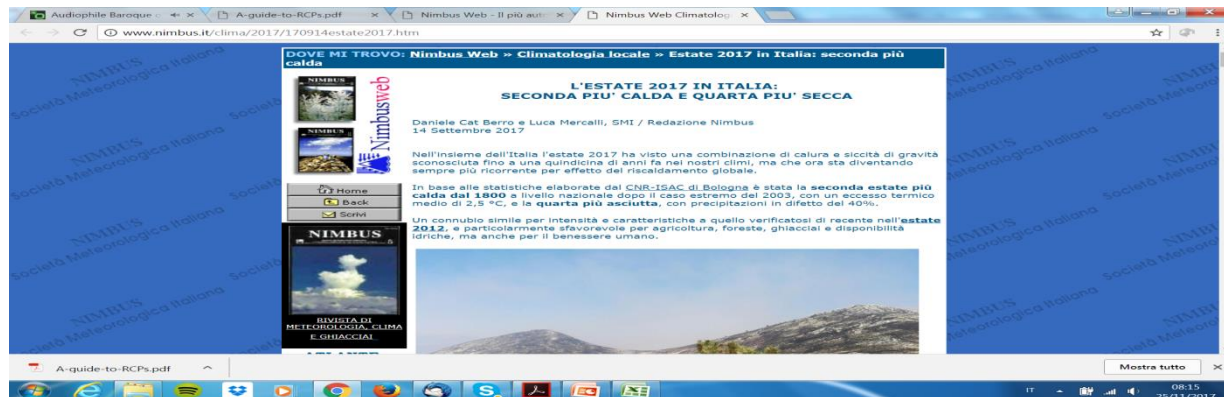 Audiophile Baroque
A-guide-to-RCPs.pdf
Nimbus Web - Il più aut
Nimbus Web Climatolog
www.nimbus.it/clima/2017/170914estate2017.htm
DOVE MI TROVO: Nimbus Web » Climatologia locale » Estate 2017 in Italia: seconda più
calda
NIMBUS
NIMBUS
Nimbusweb
Home
Back
Scrivi
NIMBUS
RIVISTA DI
METEOROLOGIA, CLIMA
E GHIACCIAI
L'ESTATE 2017 IN ITALIA:
SECONDA PIU' CALDA E QUARTA PIU' SECCA
Daniele Cat Berro e Luca Mercalli, SMI / Redazione Nimbus
14 Settembre 2017
Nell'insieme dell'Italia l'estate 2017 ha visto una combinazione di calura e siccità di gravità
sconosciuta fino a una quindicina di anni fa nei nostri climi, ma che ora sta diventando
sempre più ricorrente per effetto del riscaldamento globale.
In base alle statistiche elaborate dal CNR-ISAC di Bologna è stata la seconda estate più
calda dal 1800 a livello nazionale dopo il caso estremo del 2003, con un eccesso termico
medio di 2,5 °C, e la quarta più asciutta, con precipitazioni in difetto del 40%.
Un connubio simile per intensità e caratteristiche a quello verificatosi di recente nell'estate
2012, e particolarmente sfavorevole per agricoltura, foreste, ghiacciai e disponibilità
idriche, ma anche per il benessere umano.
NIMBUS
Società Meteorologica Italiana
A-guide-to-RCPs.pdf
Mostra tutto
IT
08:15
25/11/2017